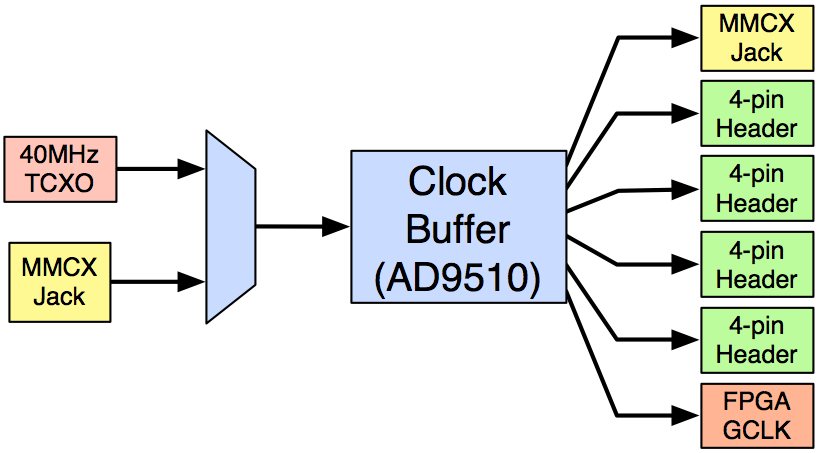 40MHz
TCXO
MMCX
Jack
Clock
Buffer
(AD9510)
MMCX
Jack
4-pin
Header
4-pin
Header
4-pin
Header
4-pin
Header
FPGA
GCLK